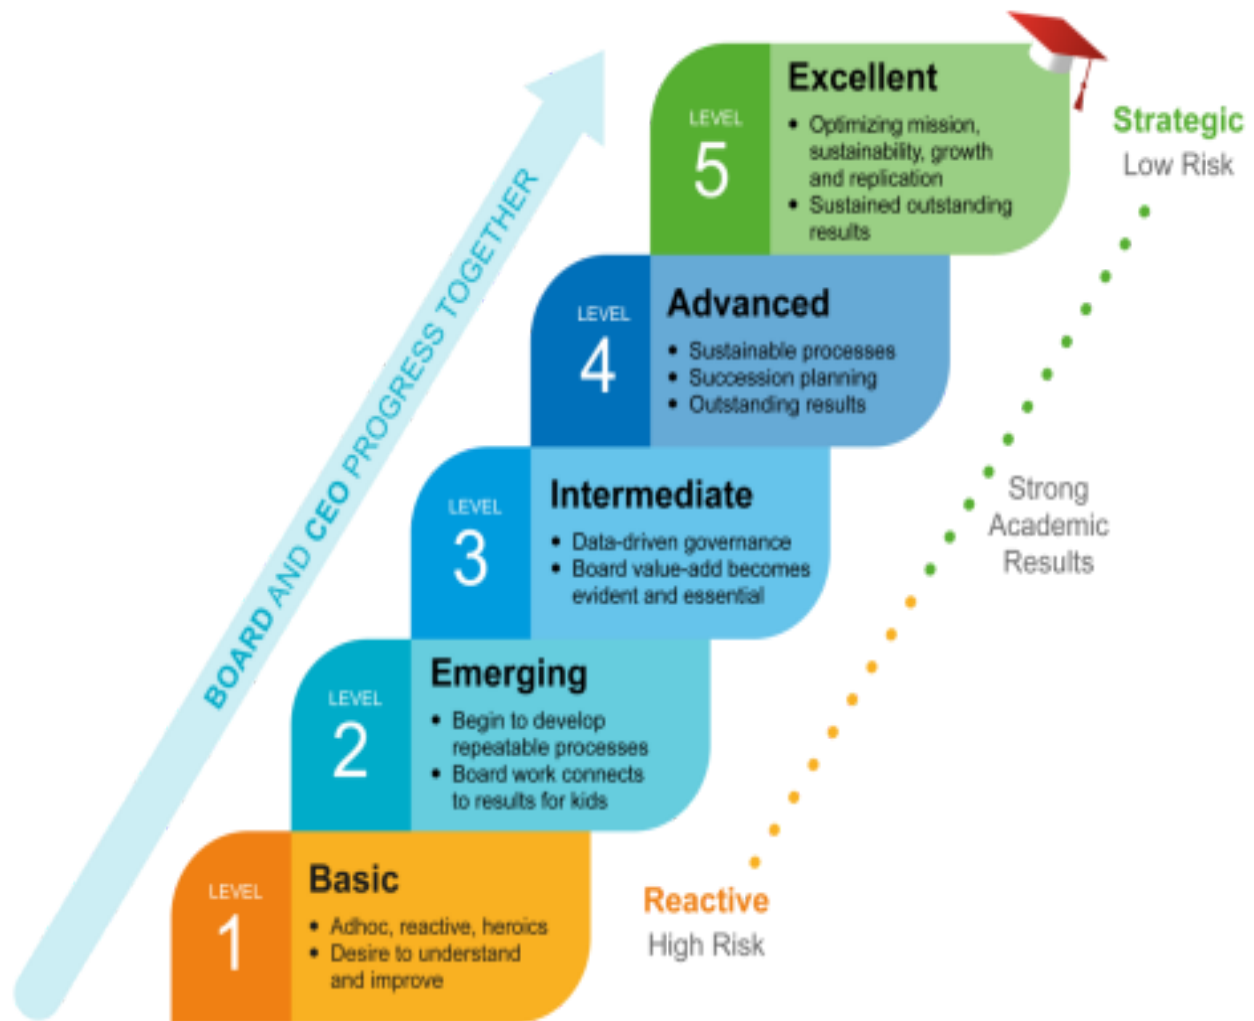 BOARD AND CEO PROGRESS TOGETHER
LEVEL
5
Excellent
• Optimizing mission,
sustainability, growth
and replication
• Sustained outstanding
results
Strategic
Low Risk
LEVEL
4
Advanced
• Sustainable processes
• Succession planning
• Outstanding results
LEVEL
3
Intermediate
• Data-driven governance
• Board value-add becomes
evident and essential
Strong
Academic
Results
LEVEL
2
Emerging
• Begin to develop
repeatable processes
• Board work connects
to results for kids
LEVEL
1
Basic
• Adhoc, reactive, heroics
• Desire to understand
and improve
Reactive
High Risk